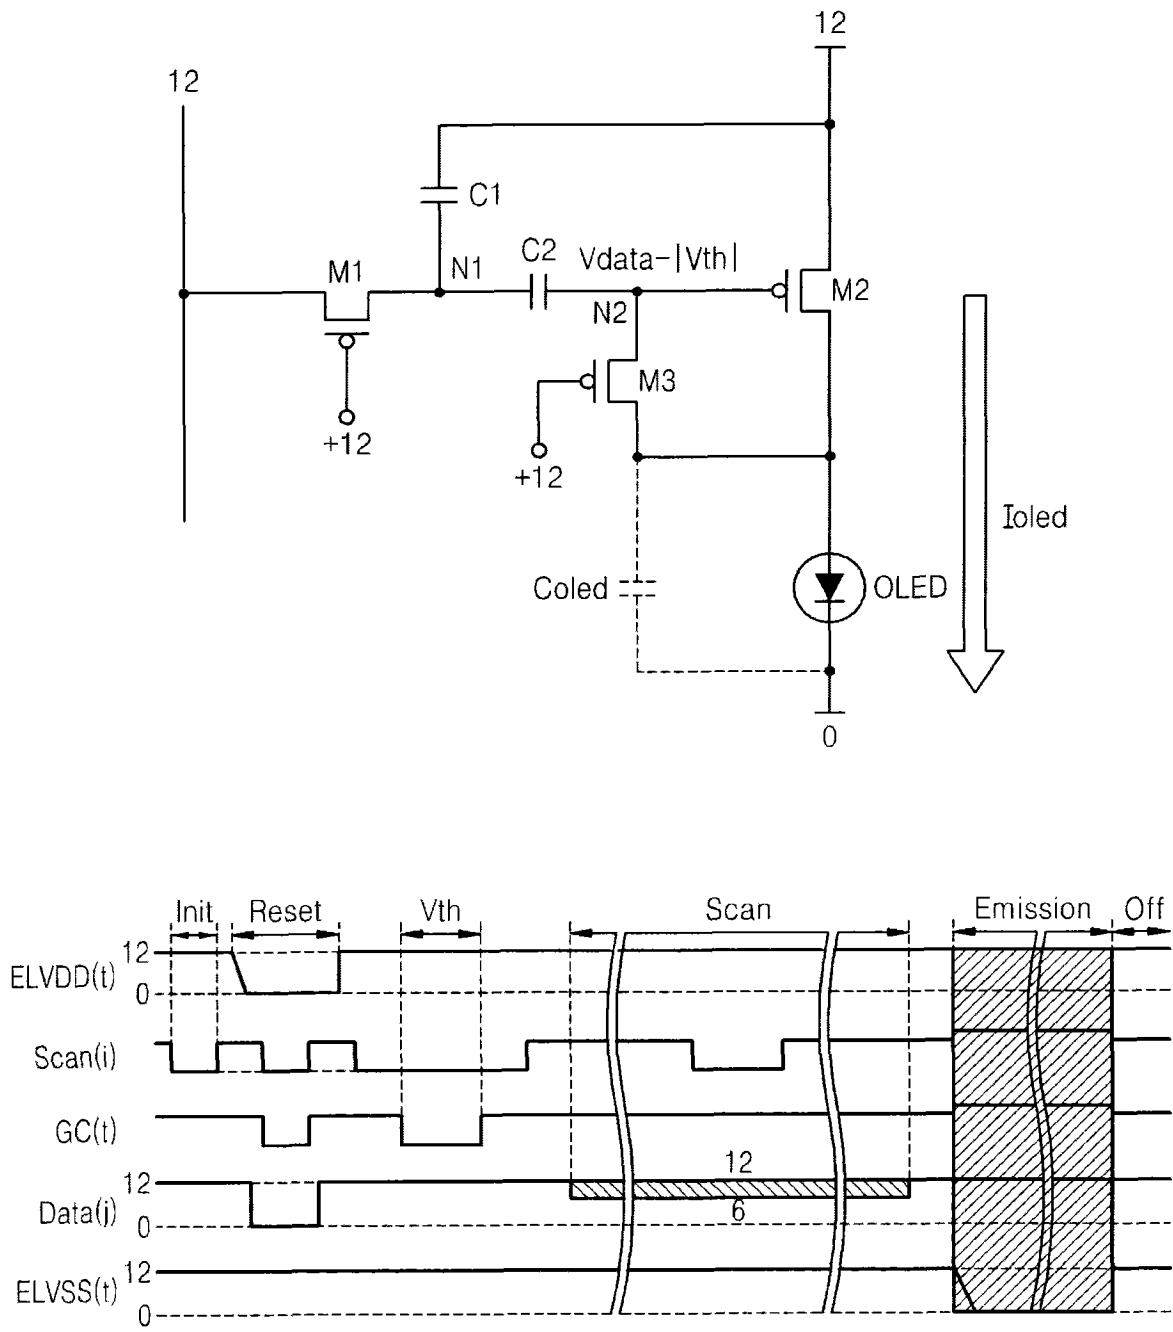 12
12
C1
M1
N1
C2
Vdata-|Vth|
N2
M2
M3
+12
+12
Ioled
Coled
OLED
0
Init
Reset
Vth
Scan
Emission
Off
ELVDD(t)
12
0
Scan(i)
GC(t)
Data(j)
12
0
12
6
ELVSS(t)
12
0